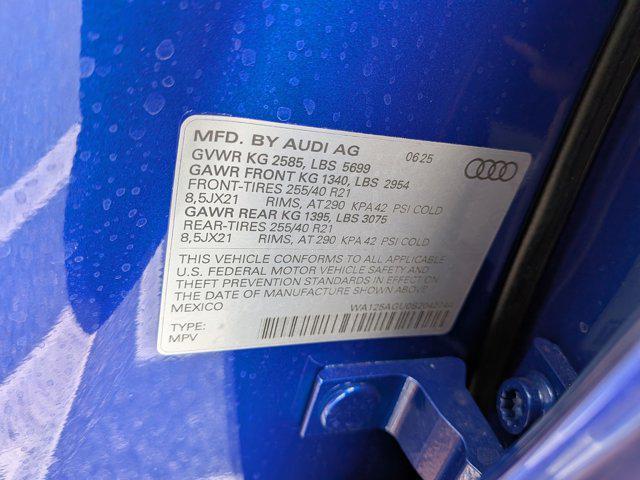 MFD. BY AUDI AG 06 25
GVWR KG 2585, LBS 5699
GAWR FRONT KG 1340, LBS 2954
FRONT-TIRES 255/40 R21
8,5JX21 RIMS, AT 290 KPA 42 PSI COLD
GAWR REAR KG 1395, LBS 3075
REAR-TIRES 255/40 R21
8,5JX21 RIMS, AT 290 KPA 42 PSI COLD
THIS VEHICLE CONFORMS TO ALL APPLICABLE
U.S. FEDERAL MOTOR VEHICLE SAFETY AND
THEFT PREVENTION STANDARDS IN EFFECT ON
THE DATE OF MANUFACTURE SHOWN ABOVE
MEXICO
TYPE:
MPV